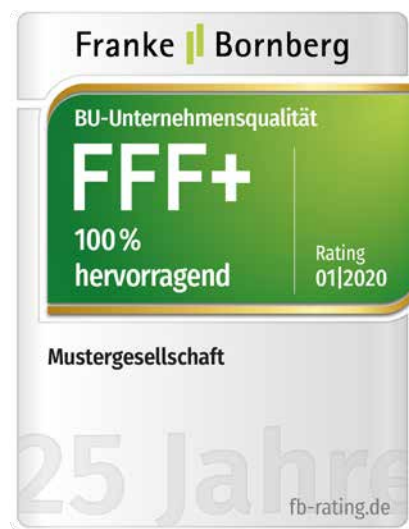 Franke Bornberg
BU-Unternehmensqualität
FFF+
100 %
hervorragend
Rating
01|2020
Mustergesellschaft
25 Jahre
fb-rating.de